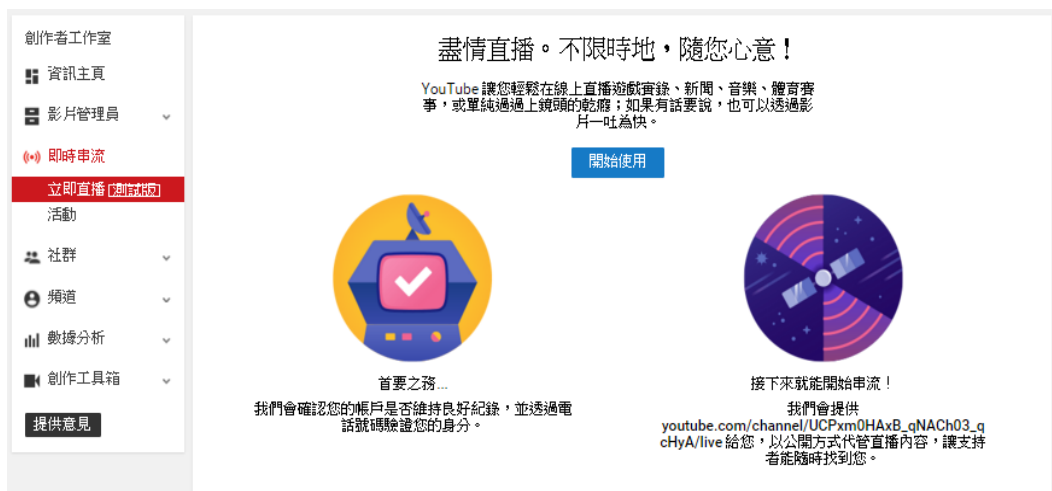 創作者工作室
資訊主頁
影片管理員
即時串流
立即直播 測試版
活動
社群
頻道
數據分析
創作工具箱
提供意見
盡情直播。不限時地，隨您心意！
YouTube 讓您輕鬆在線上直播遊戲實錄、新聞、音樂、體育賽
事，或單純過過上鏡頭的乾癮；如果有話要說，也可以透過影
片一吐為快。
開始使用
首要之務...
我們會確認您的帳戶是否維持良好紀錄，並透過電
話號碼驗證您的身分。
接下來就能開始串流！
我們會提供
youtube.com/channel/UCPxm0HAxB_qNACh03_q
cHyA/live 給您，以公開方式代管直播內容，讓支持
者能隨時找到您。